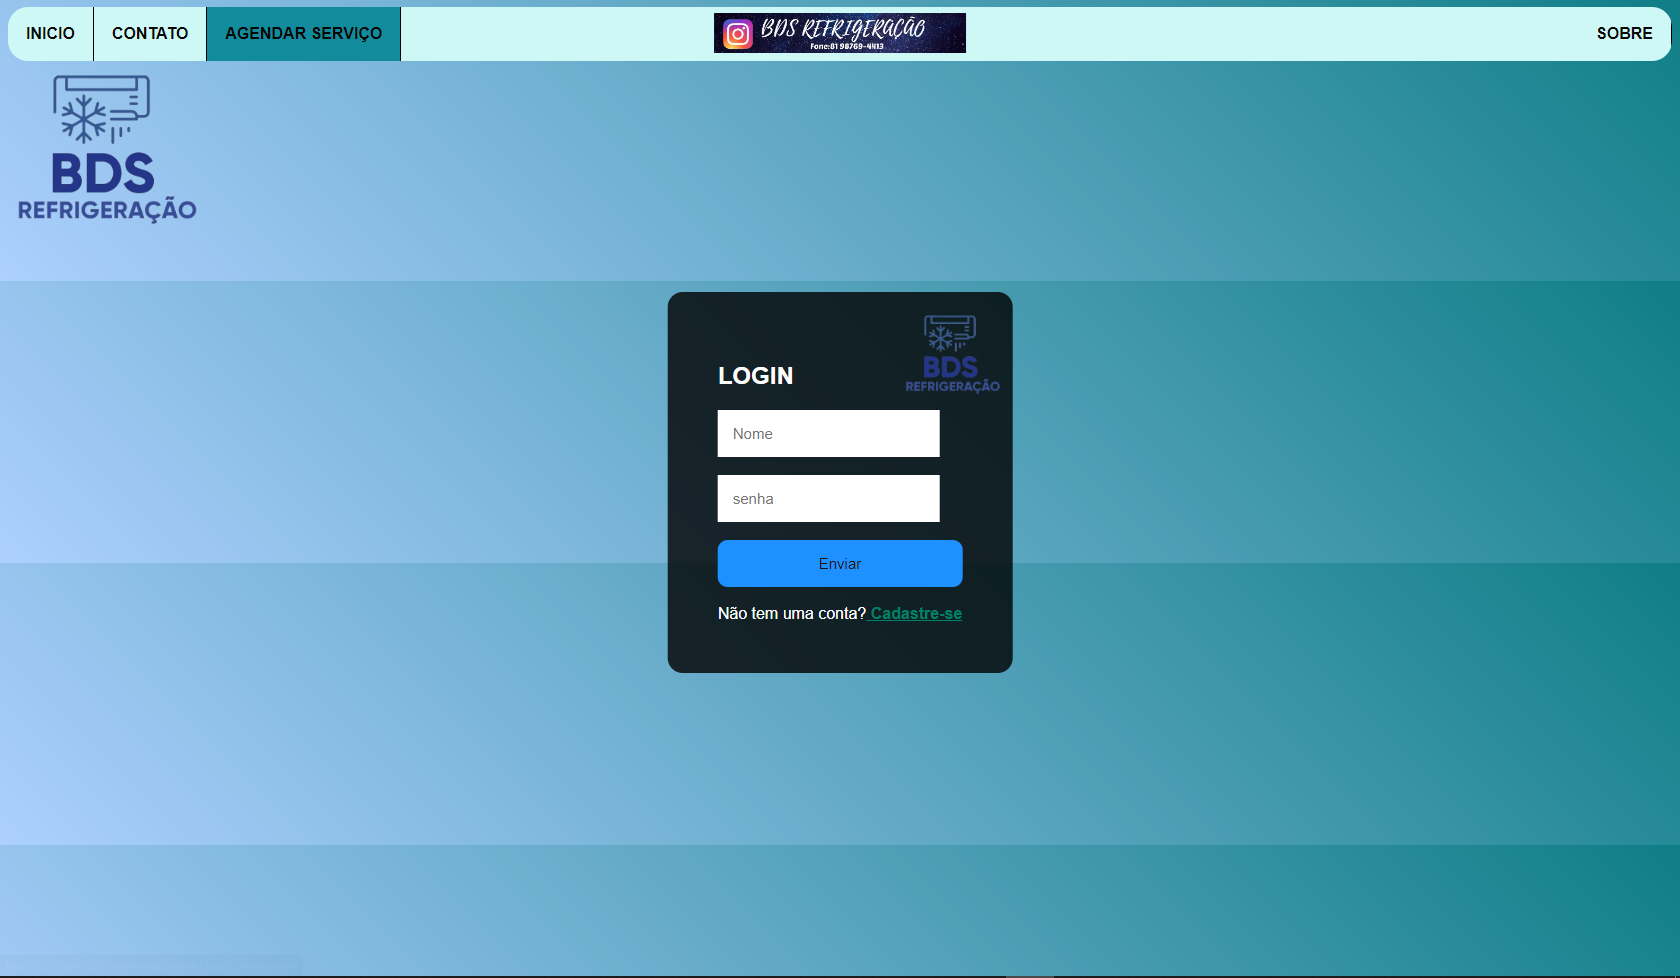 INICIO
CONTATO
AGENDAR SERVIÇO
BDS REFRIGERAÇÃO
Fone:81 98769-4413
SOBRE
BDS
REFRIGERAÇÃO
BDS
REFRIGERAÇÃO
LOGIN
Nome
senha
Enviar
Não tem uma conta? Cadastre-se